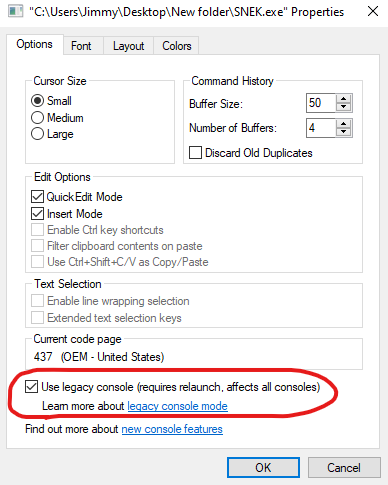 "C:\Users\Jimmy\Desktop\New folder\SNEK.exe" Properties
Options Font Layout Colors
Cursor Size
Small
Medium
Large
Command History
Buffer Size: 50
Number of Buffers: 4
Discard Old Duplicates
Edit Options
QuickEdit Mode
Insert Mode
Enable Ctrl key shortcuts
Filter clipboard contents on paste
Use Ctrl+Shift+C/V as Copy/Paste
Text Selection
Enable line wrapping selection
Extended text selection keys
Current code page
437 (OEM - United States)
Use legacy console (requires relaunch, affects all consoles)
Learn more about legacy console mode
Find out more about new console features
OK Cancel